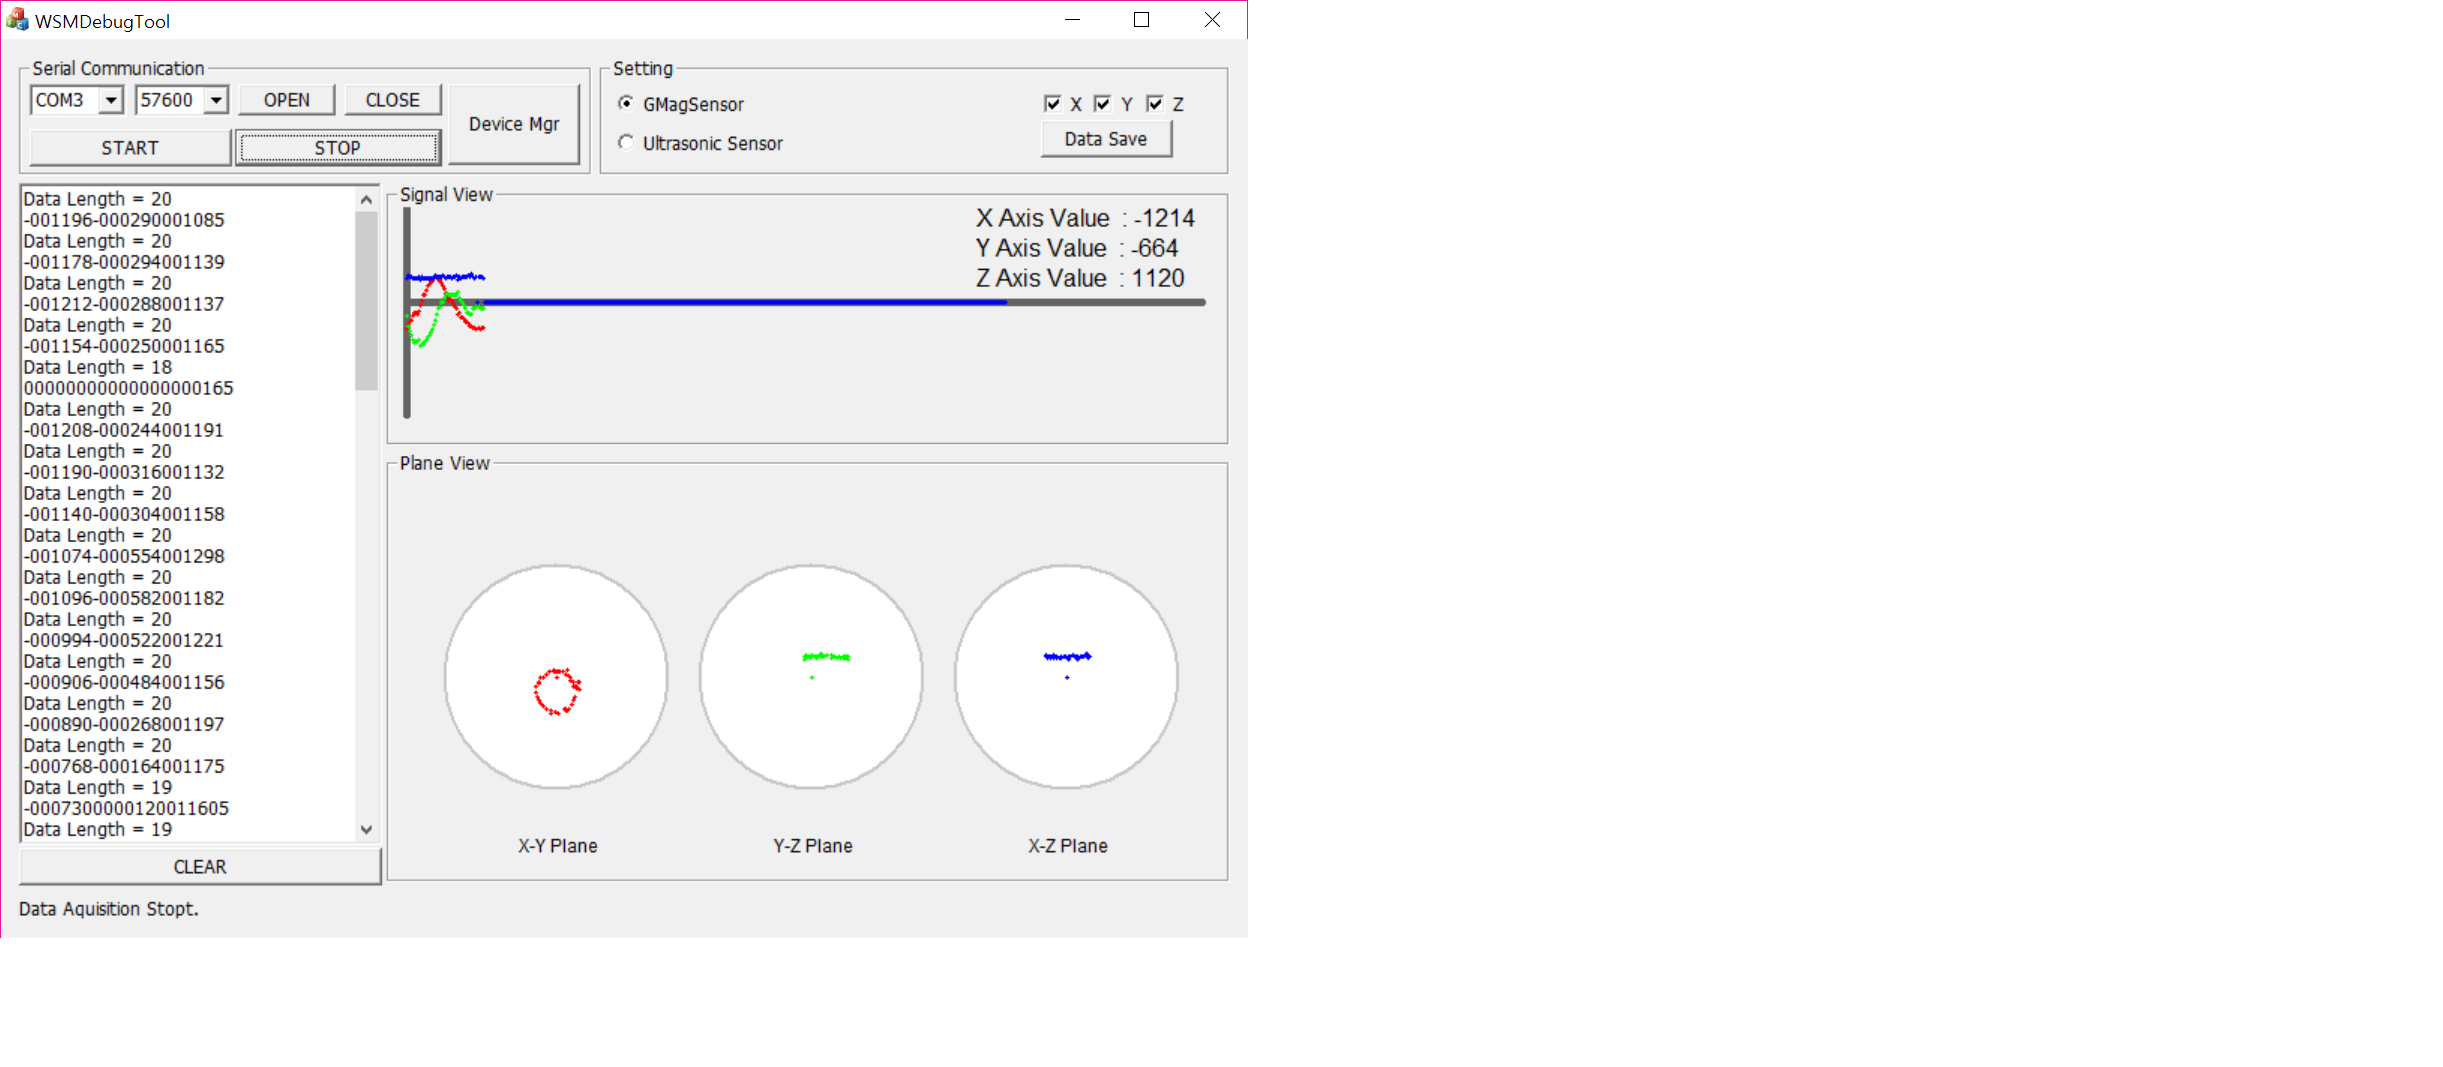 WSMDebugTool
Serial Communication
COM3 57600 OPEN CLOSE
START STOP
Device Mgr
Setting
GMagSensor
Ultrasonic Sensor
X Y Z
Data Save
Data Length = 20
-001196-000290001085
Data Length = 20
-001178-000294001139
Data Length = 20
-001212-000288001137
Data Length = 20
-001154-000250001165
Data Length = 18
00000000000000000165
Data Length = 20
-001208-000244001191
Data Length = 20
-001190-000316001132
Data Length = 20
-001140-000304001158
Data Length = 20
-001074-000554001298
Data Length = 20
-001096-000582001182
Data Length = 20
-000994-000522001221
Data Length = 20
-000906-000484001156
Data Length = 20
-000890-000268001197
Data Length = 20
-000768-000164001175
Data Length = 19
-0007300000120011605
Data Length = 19
CLEAR
Signal View
X Axis Value : -1214
Y Axis Value : -664
Z Axis Value : 1120
Plane View
X-Y Plane
Y-Z Plane
X-Z Plane
Data Aquisition Stopt.